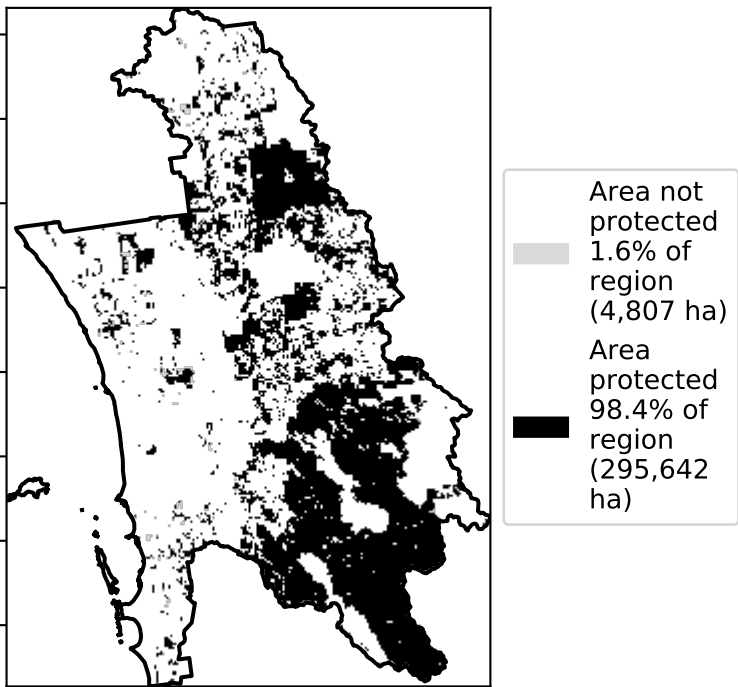 Area not
protected
1.6% of
region
(4,807 ha)
Area
protected
98.4% of
region
(295,642
ha)